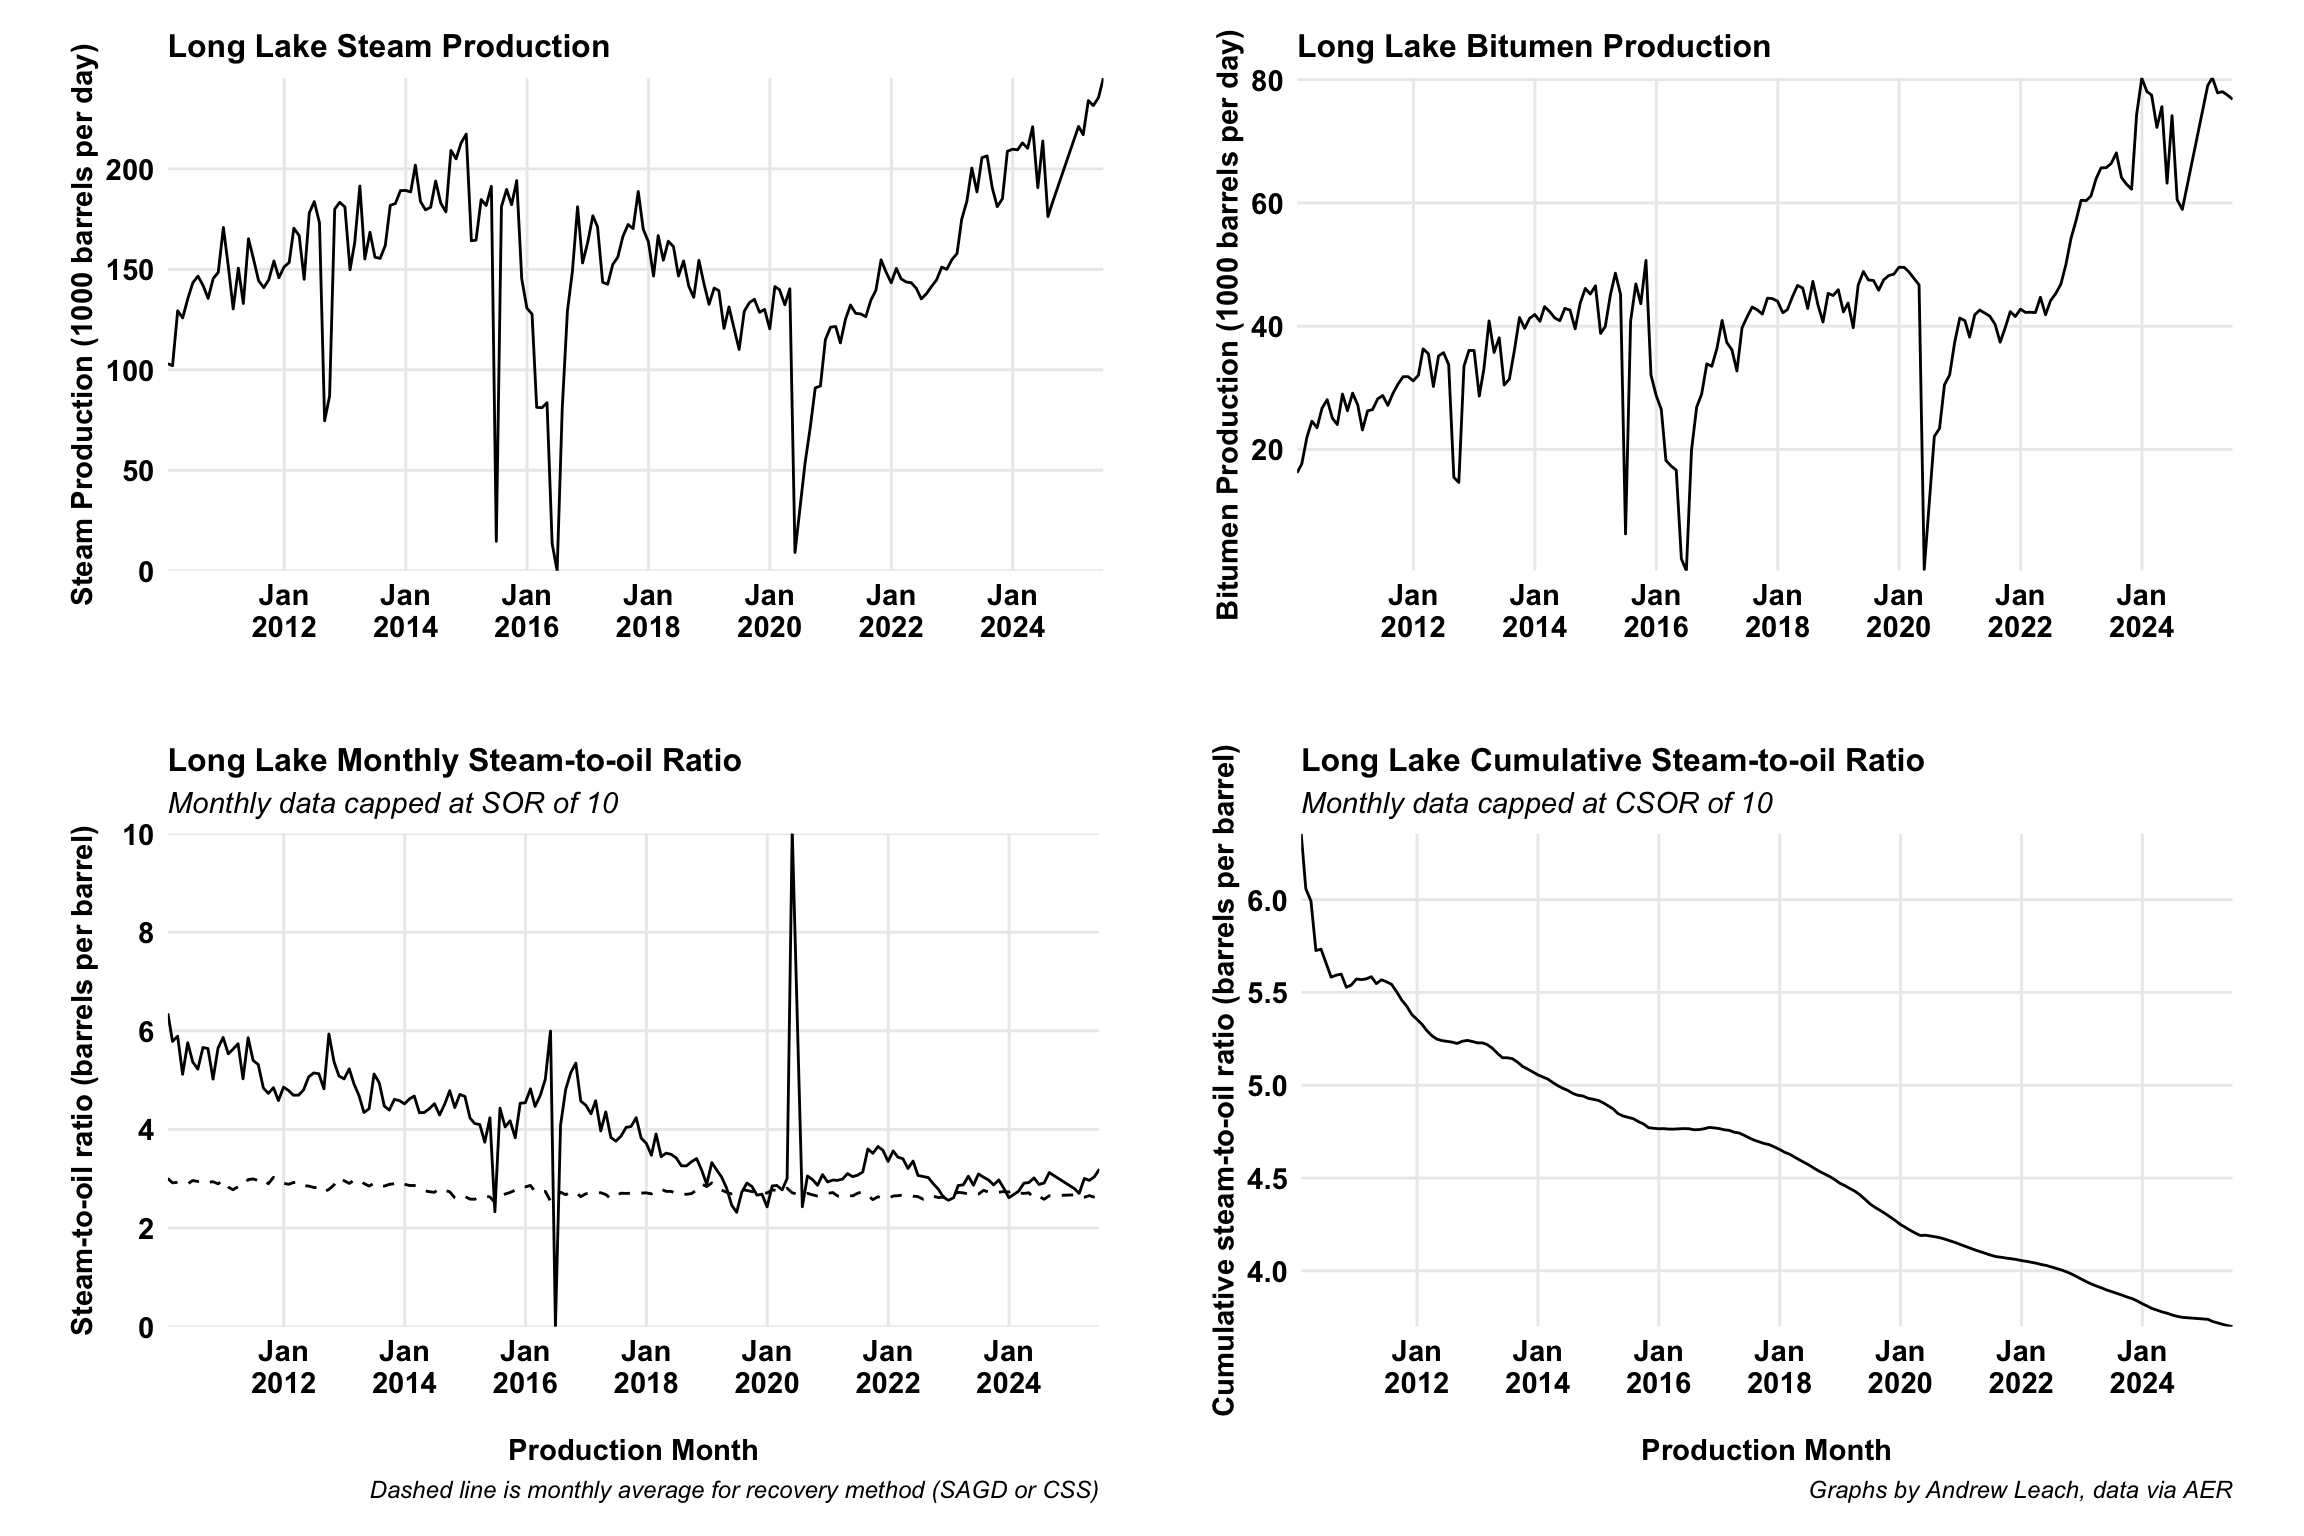 Long Lake Steam Production
Steam Production (1000 barrels per day)
200
150
100
50
0
Jan Jan Jan Jan Jan Jan Jan
2012 2014 2016 2018 2020 2022 2024
Long Lake Bitumen Production
Bitumen Production (1000 barrels per day)
80
60
40
20
Jan Jan Jan Jan Jan Jan Jan
2012 2014 2016 2018 2020 2022 2024
Long Lake Monthly Steam-to-oil Ratio
Monthly data capped at SOR of 10
Steam-to-oil ratio (barrels per barrel)
10
8
6
4
2
0
Jan Jan Jan Jan Jan Jan Jan
2012 2014 2016 2018 2020 2022 2024
Production Month
Dashed line is monthly average for recovery method (SAGD or CSS)
Long Lake Cumulative Steam-to-oil Ratio
Monthly data capped at CSOR of 10
Cumulative steam-to-oil ratio (barrels per barrel)
6.0
5.5
5.0
4.5
4.0
Jan Jan Jan Jan Jan Jan Jan
2012 2014 2016 2018 2020 2022 2024
Production Month
Graphs by Andrew Leach, data via AER